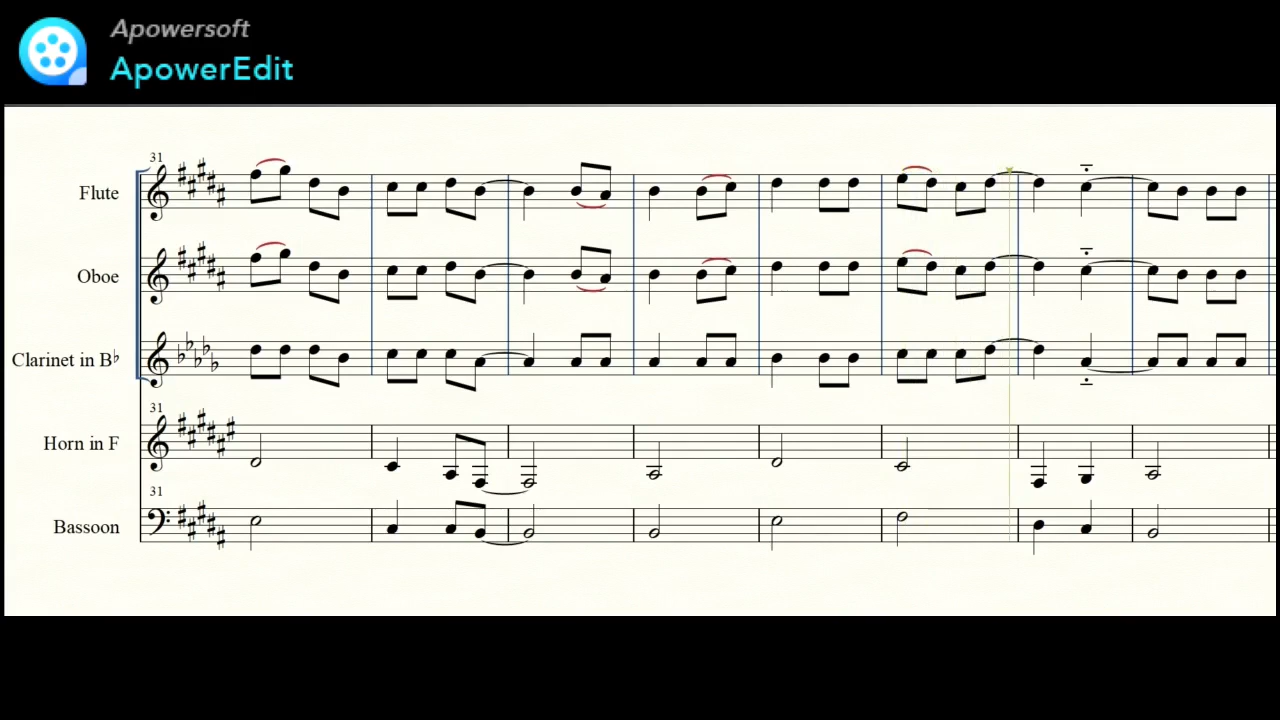 Apowersoft
ApowerEdit
31
Flute
Oboe
Clarinet in B♭
31
Horn in F
31
Bassoon